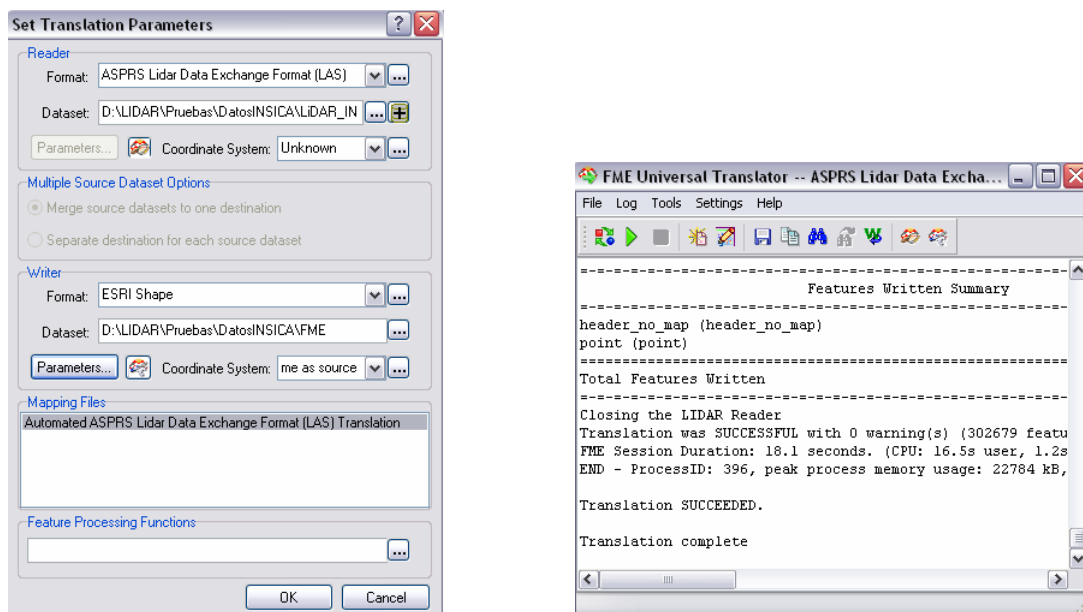 Set Translation Parameters
Reader
Format: ASPRS Lidar Data Exchange Format (LAS)
Dataset: D:\LIDAR\Pruebas\DatosINSICA\LiDAR_IN
Parameters... Coordinate System: Unknown
Multiple Source Dataset Options
Merge source datasets to one destination
Separate destination for each source dataset
Writer
Format: ESRI Shape
Dataset: D:\LIDAR\Pruebas\DatosINSICA\FME
Parameters... Coordinate System: me as source
Mapping Files
Automated ASPRS Lidar Data Exchange Format (LAS) Translation
Feature Processing Functions
OK Cancel
FME Universal Translator -- ASPRS Lidar Data Excha...
File Log Tools Settings Help
=-=-=-=-=-=-=-=-=-=-=-=-=-=-=-=-=-=-=-=-=-=-=-=-=-=-=-=-=-=-
Features Written Summary
=-=-=-=-=-=-=-=-=-=-=-=-=-=-=-=-=-=-=-=-=-=-=-=-=-=-=-=-=-=-
header_no_map (header_no_map)
point (point)
============================================================
Total Features Written
=-=-=-=-=-=-=-=-=-=-=-=-=-=-=-=-=-=-=-=-=-=-=-=-=-=-=-=-=-=-
Closing the LIDAR Reader
Translation was SUCCESSFUL with 0 warning(s) (302679 featu
FME Session Duration: 18.1 seconds. (CPU: 16.5s user, 1.2s
END - ProcessID: 396, peak process memory usage: 22784 kB,
Translation SUCCEEDED.
Translation complete